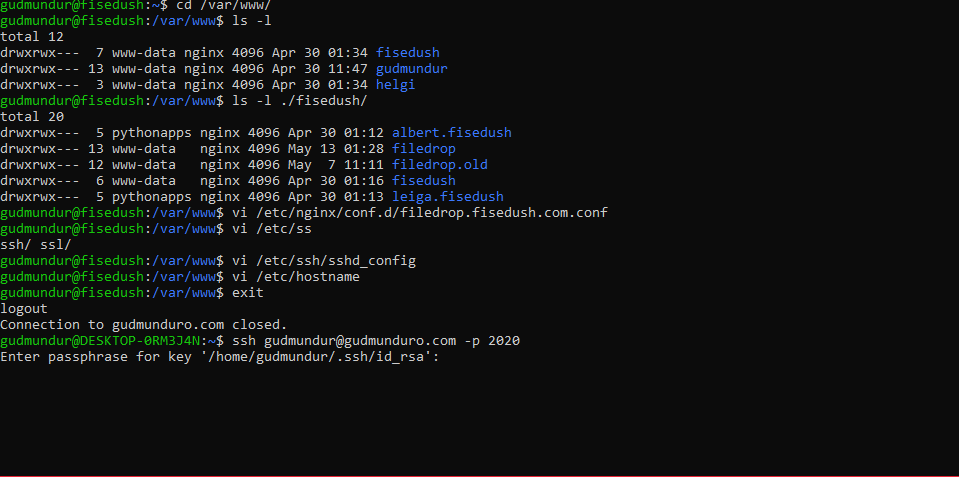 gudmundur@fisedush:~$ cd /var/www/
gudmundur@fisedush:/var/www$ ls -l
total 12
drwxrwx---  7 www-data nginx 4096 Apr 30 01:34 fisedush
drwxrwx--- 13 www-data nginx 4096 Apr 30 11:47 gudmundur
drwxrwx---  3 www-data nginx 4096 Apr 30 01:34 helgi
gudmundur@fisedush:/var/www$ ls -l ./fisedush/
total 20
drwxrwx---  5 pythonapps nginx 4096 Apr 30 01:12 albert.fisedush
drwxrwx--- 13 www-data   nginx 4096 May 13 01:28 filedrop
drwxrwx--- 12 www-data   nginx 4096 May  7 11:11 filedrop.old
drwxrwx---  6 www-data   nginx 4096 Apr 30 01:16 fisedush
drwxrwx---  5 pythonapps nginx 4096 Apr 30 01:13 leiga.fisedush
gudmundur@fisedush:/var/www$ vi /etc/nginx/conf.d/filedrop.fisedush.com.conf
gudmundur@fisedush:/var/www$ vi /etc/ss
ssh/ ssl/
gudmundur@fisedush:/var/www$ vi /etc/ssh/sshd_config
gudmundur@fisedush:/var/www$ vi /etc/hostname
gudmundur@fisedush:/var/www$ exit
logout
Connection to gudmunduro.com closed.
gudmundur@DESKTOP-0RM3J4N:~$ ssh gudmundur@gudmunduro.com -p 2020
Enter passphrase for key '/home/gudmundur/.ssh/id_rsa':